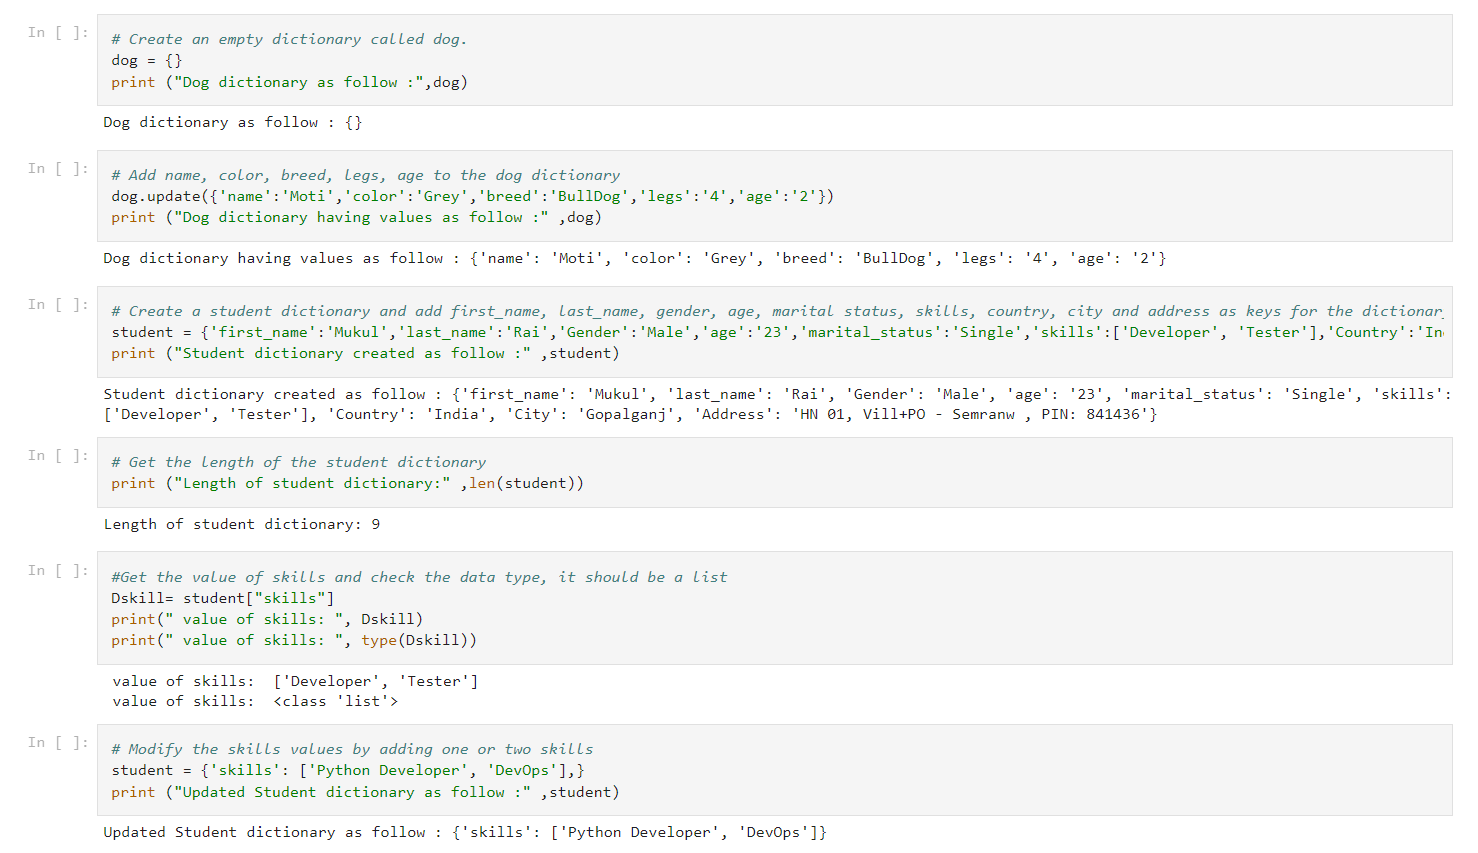 In [ ]:
# Create an empty dictionary called dog.
dog = {}
print ("Dog dictionary as follow :",dog)
Dog dictionary as follow : {}
In [ ]:
# Add name, color, breed, legs, age to the dog dictionary
dog.update({'name':'Moti','color':'Grey','breed':'BullDog','legs':'4','age':'2'})
print ("Dog dictionary having values as follow :" ,dog)
Dog dictionary having values as follow : {'name': 'Moti', 'color': 'Grey', 'breed': 'BullDog', 'legs': '4', 'age': '2'}
In [ ]:
# Create a student dictionary and add first_name, last_name, gender, age, marital status, skills, country, city and address as keys for the dictionar
student = {'first_name':'Mukul','last_name':'Rai','Gender':'Male','age':'23','marital_status':'Single','skills':['Developer', 'Tester'],'Country':'In
print ("Student dictionary created as follow :" ,student)
Student dictionary created as follow : {'first_name': 'Mukul', 'last_name': 'Rai', 'Gender': 'Male', 'age': '23', 'marital_status': 'Single', 'skills':
['Developer', 'Tester'], 'Country': 'India', 'City': 'Gopalganj', 'Address': 'HN 01, Vill+PO - Semranw , PIN: 841436'}
In [ ]:
# Get the length of the student dictionary
print ("Length of student dictionary:" ,len(student))
Length of student dictionary: 9
In [ ]:
#Get the value of skills and check the data type, it should be a list
Dskill= student["skills"]
print(" value of skills: ", Dskill)
print(" value of skills: ", type(Dskill))
value of skills:  ['Developer', 'Tester']
value of skills:  <class 'list'>
In [ ]:
# Modify the skills values by adding one or two skills
student = {'skills': ['Python Developer', 'DevOps'],}
print ("Updated Student dictionary as follow :" ,student)
Updated Student dictionary as follow : {'skills': ['Python Developer', 'DevOps']}